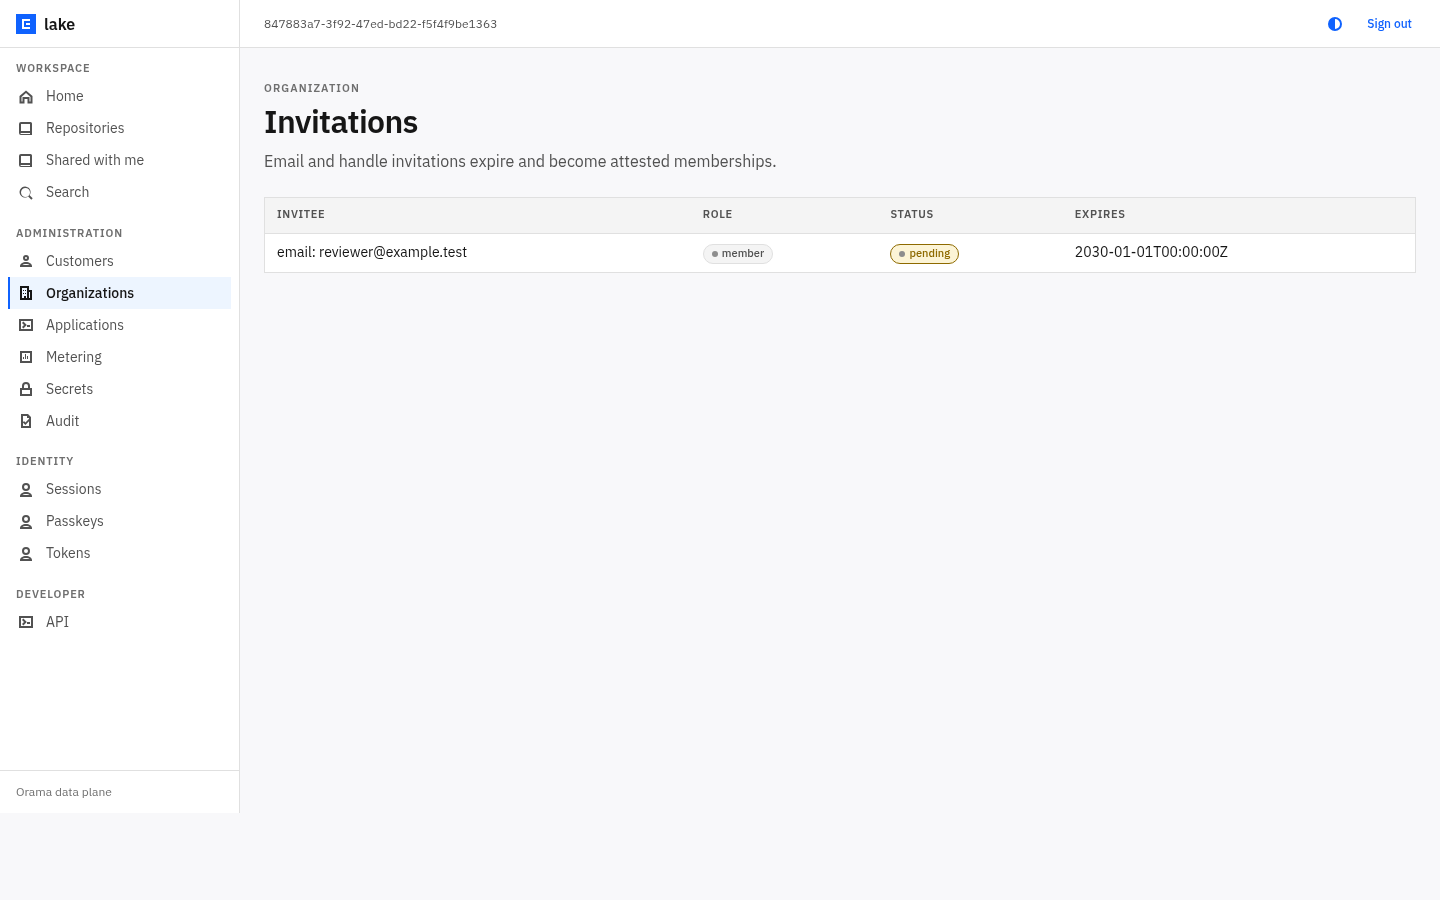 lake
847883a7-3f92-47ed-bd22-f5f4f9be1363
Sign out
WORKSPACE
Home
Repositories
Shared with me
Search
ADMINISTRATION
Customers
Organizations
Applications
Metering
Secrets
Audit
IDENTITY
Sessions
Passkeys
Tokens
DEVELOPER
API
Orama data plane
ORGANIZATION
Invitations
Email and handle invitations expire and become attested memberships.
INVITEE ROLE STATUS EXPIRES
email: reviewer@example.test member pending 2030-01-01T00:00:00Z